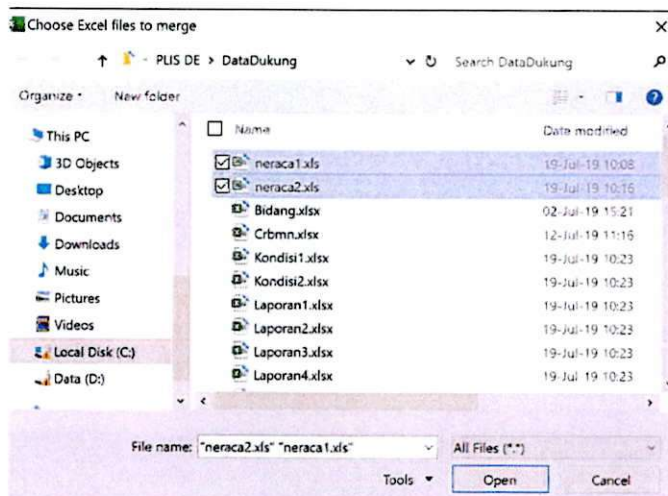 Choose Excel files to merge
PLIS DE > DataDukung
Search DataDukung
Organize
New folder
Name
Date modified
This PC
3D Objects
Desktop
Documents
Downloads
Music
Pictures
Videos
Local Disk (C:)
Data (D:)
neraca1.xls 19-Jul-19 10:08
neraca2.xls 19-Jul-19 10:16
Bidang.xlsx 02-Jul-19 15:21
Crbmn.xlsx 12-Jul-19 11:16
Kondisi1.xlsx 19-Jul-19 10:23
Kondisi2.xlsx 19-Jul-19 10:23
Laporan1.xlsx 19-Jul-19 10:23
Laporan2.xlsx 19-Jul-19 10:23
Laporan3.xlsx 19-Jul-19 10:23
Laporan4.xlsx 19-Jul-19 10:23
File name: "neraca2.xls" "neraca1.xls"
All Files (*.*)
Tools
Open
Cancel